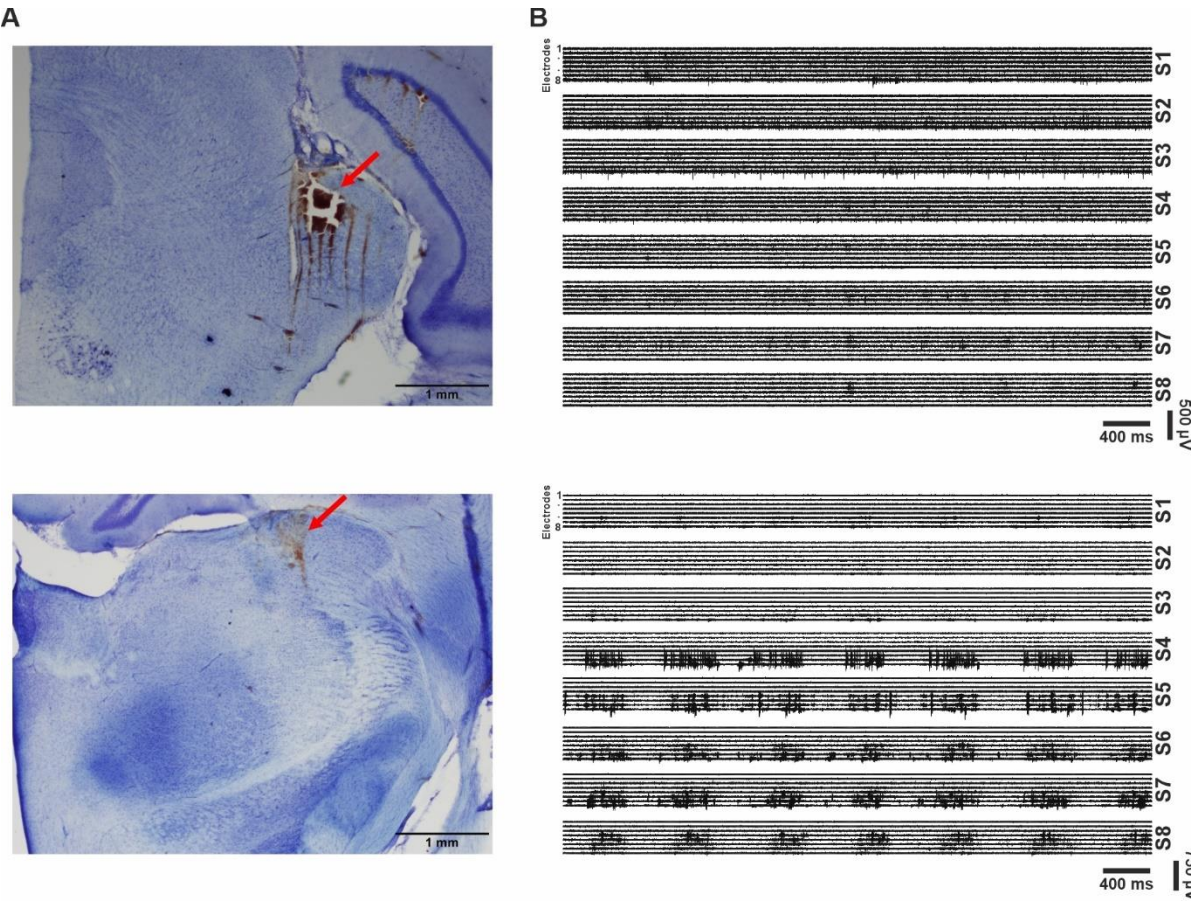 A
B
1 mm
Electrodes
1
8
S1
S2
S3
S4
S5
S6
S7
S8
400 ms
500 µV
1 mm
Electrodes
1
8
S1
S2
S3
S4
S5
S6
S7
S8
400 ms